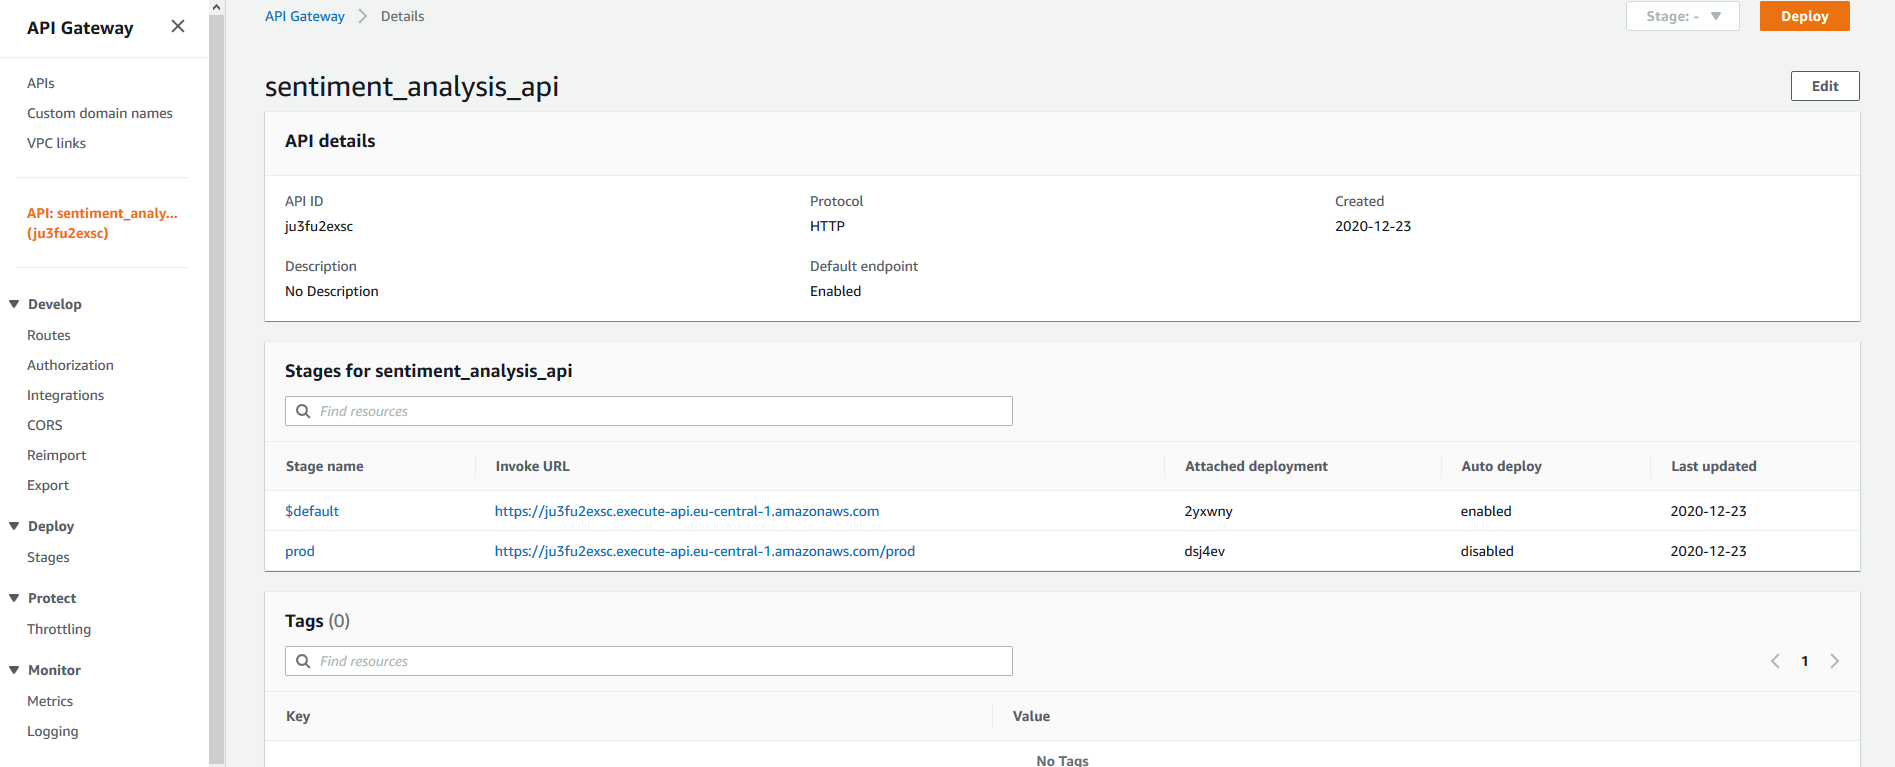 API Gateway
APIs
Custom domain names
VPC links
API: sentiment_analy...
(ju3fu2exsc)
Develop
Routes
Authorization
Integrations
CORS
Reimport
Export
Deploy
Stages
Protect
Throttling
Monitor
Metrics
Logging
API Gateway > Details
Stage: -
Deploy
sentiment_analysis_api
Edit
API details
API ID Protocol Created
ju3fu2exsc HTTP 2020-12-23
Description Default endpoint
No Description Enabled
Stages for sentiment_analysis_api
Find resources
Stage name Invoke URL Attached deployment Auto deploy Last updated
$default https://ju3fu2exsc.execute-api.eu-central-1.amazonaws.com 2yxwny enabled 2020-12-23
prod https://ju3fu2exsc.execute-api.eu-central-1.amazonaws.com/prod dsj4ev disabled 2020-12-23
Tags (0)
Find resources
1
Key Value
No Tags